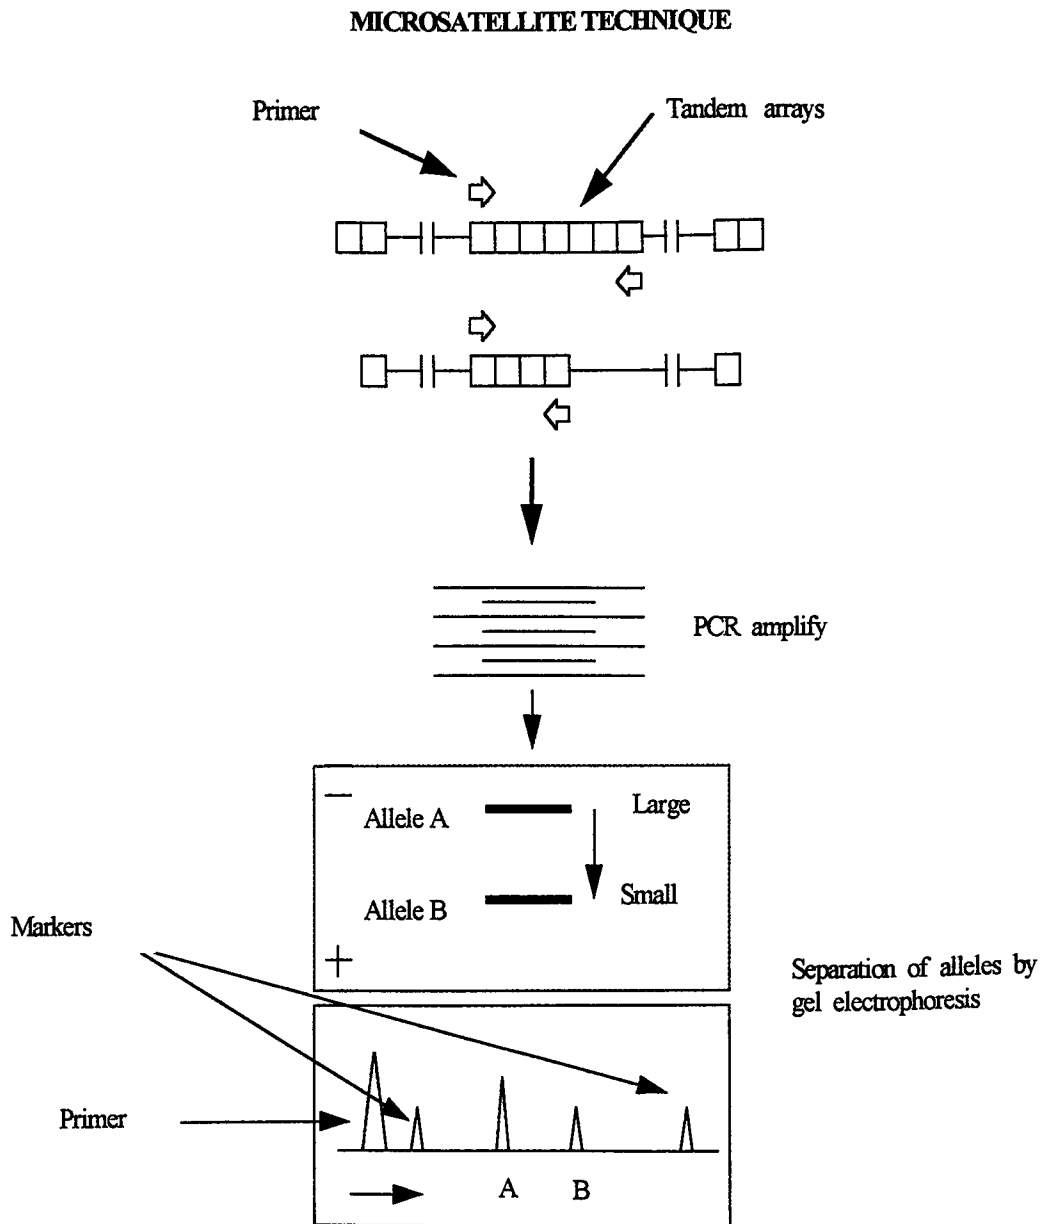 MICROSATELLITE TECHNIQUE
Primer
Tandem arrays
PCR amplify
−
Allele A
Large
Allele B
Small
Markers
+
Separation of alleles by
gel electrophoresis
Primer
A
B